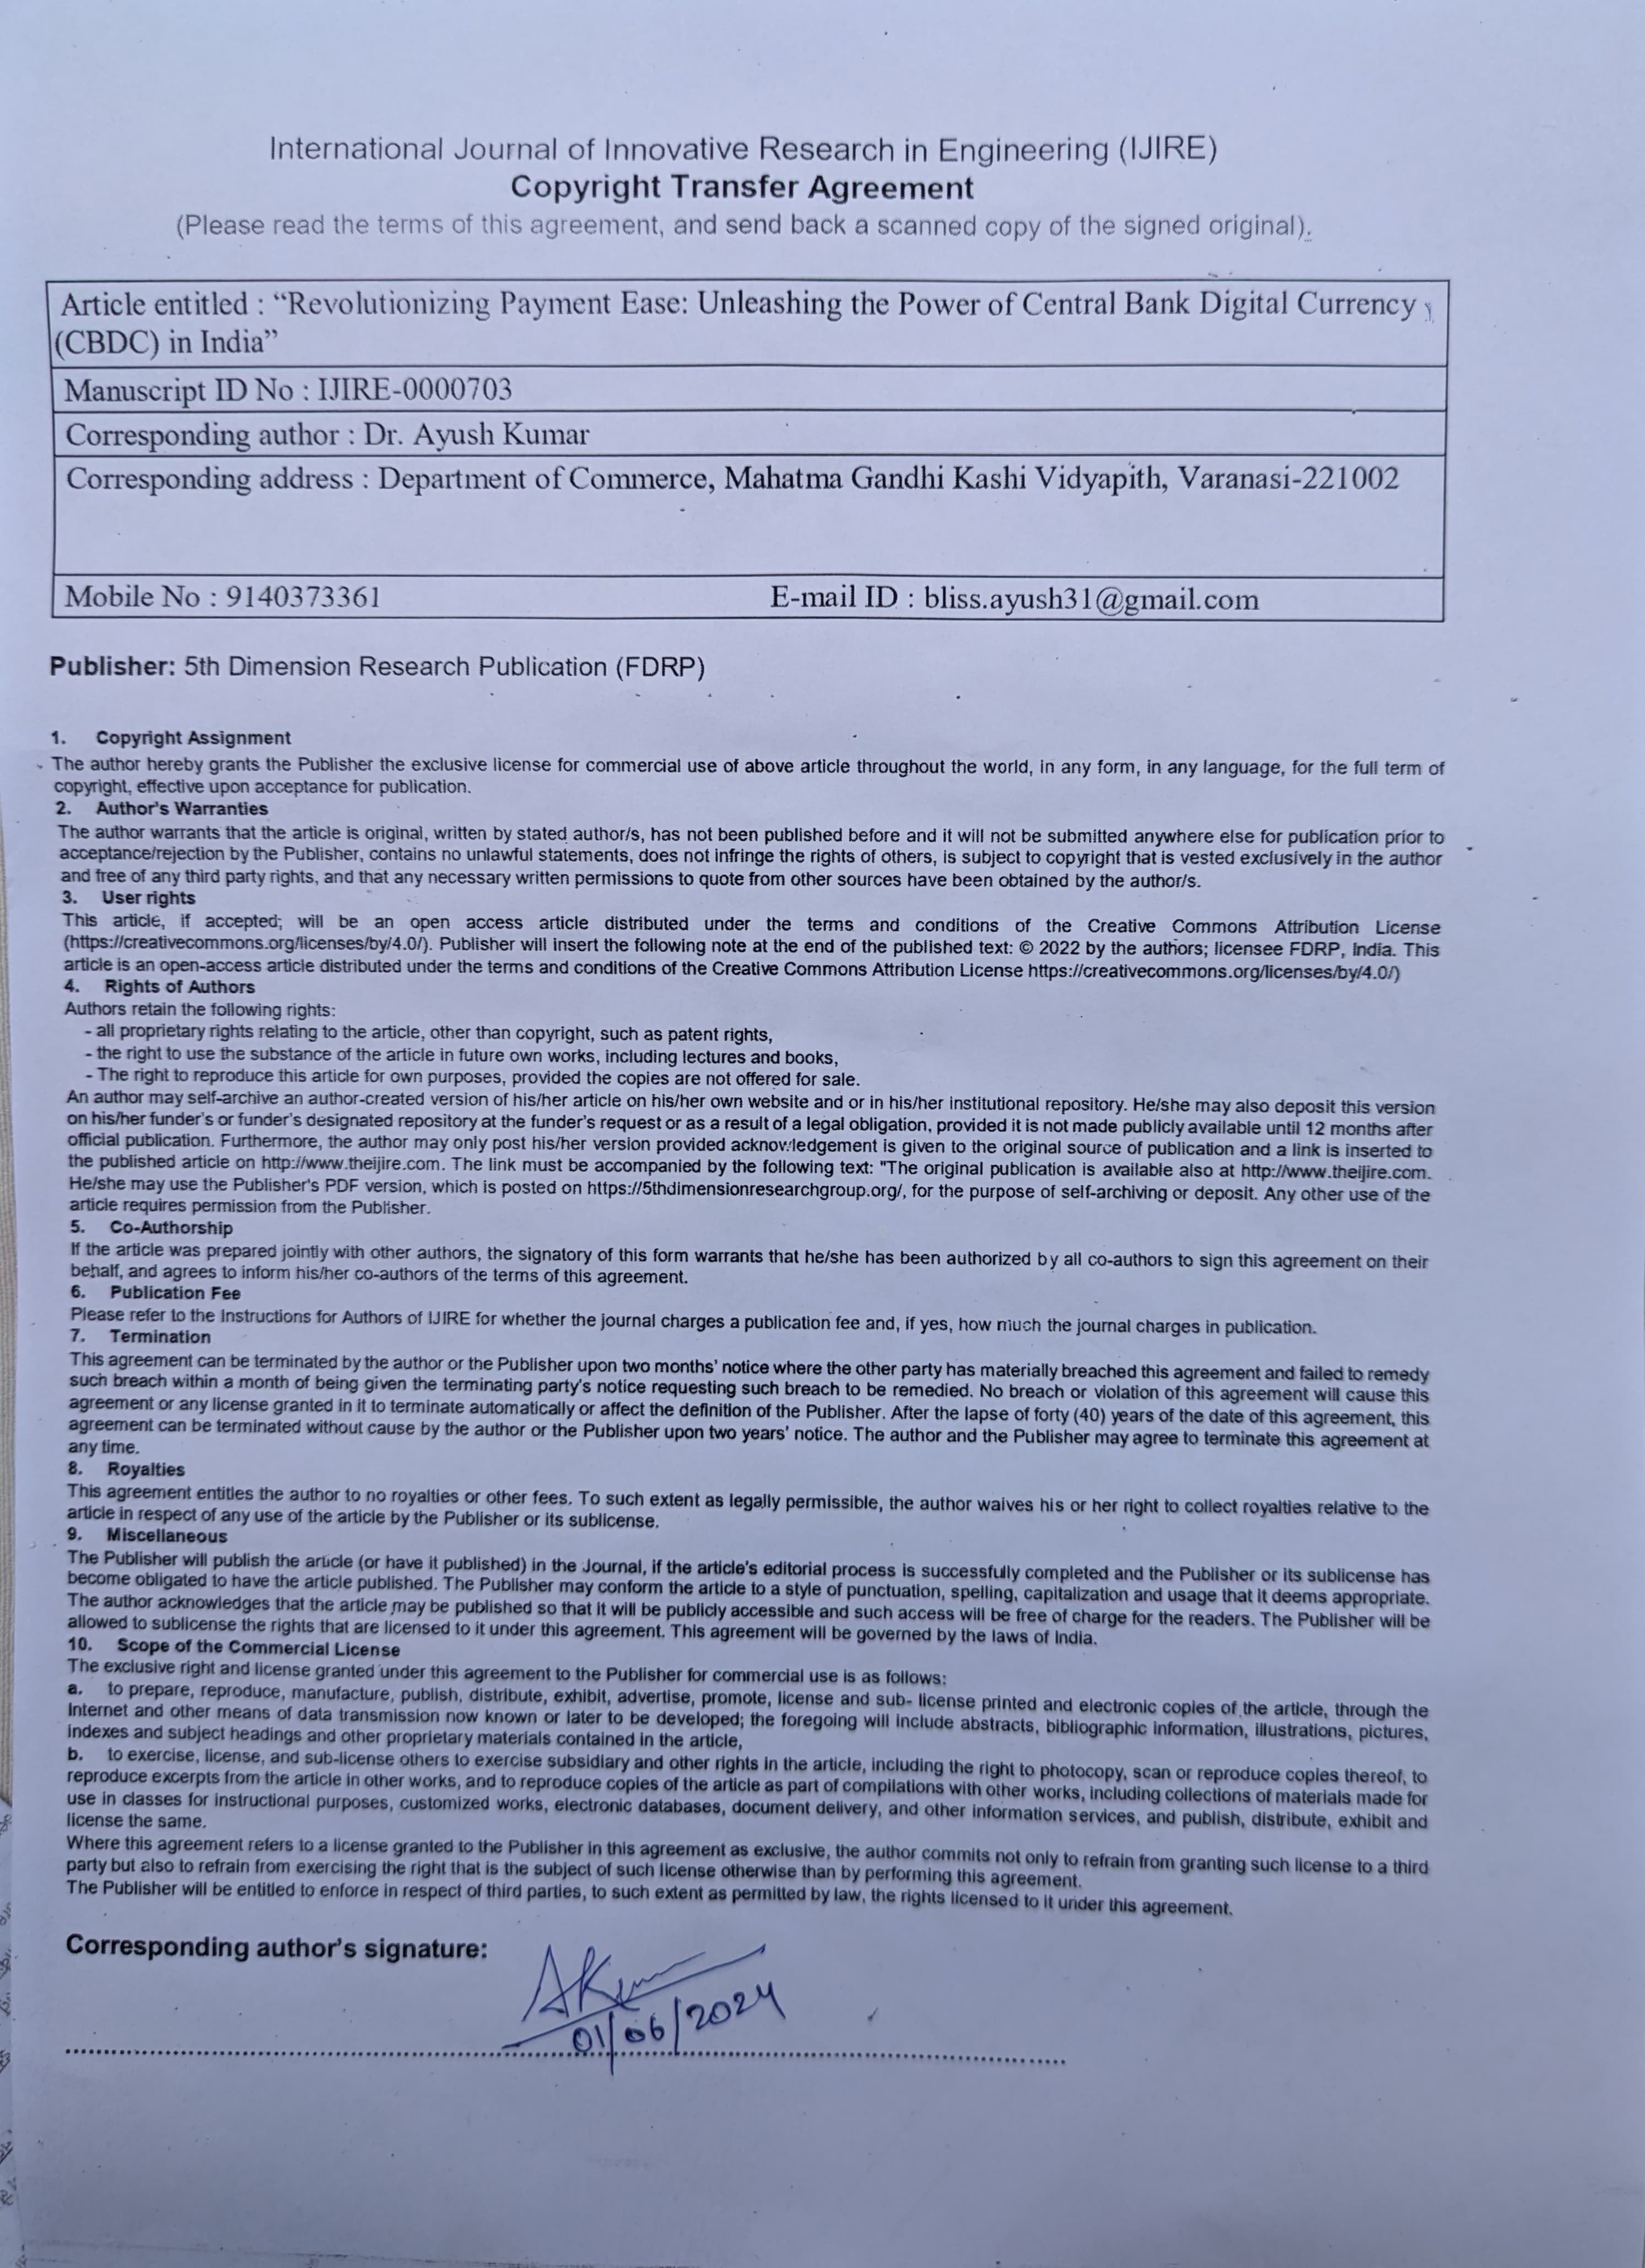 International Journal of Innovative Research in Engineering (IJIRE)
Copyright Transfer Agreement
(Please read the terms of this agreement, and send back a scanned copy of the signed original).
Article entitled : “Revolutionizing Payment Ease: Unleashing the Power of Central Bank Digital Currency
(CBDC) in India”
Manuscript ID No : IJIRE-0000703
Corresponding author : Dr. Ayush Kumar
Corresponding address : Department of Commerce, Mahatma Gandhi Kashi Vidyapith, Varanasi-221002
Mobile No : 9140373361 E-mail ID : bliss.ayush31@gmail.com
Publisher: 5th Dimension Research Publication (FDRP)
1. Copyright Assignment
The author hereby grants the Publisher the exclusive license for commercial use of above article throughout the world, in any form, in any language, for the full term of
copyright, effective upon acceptance for publication.
2. Author's Warranties
The author warrants that the article is original, written by stated author/s, has not been published before and it will not be submitted anywhere else for publication prior to
acceptance/rejection by the Publisher, contains no unlawful statements, does not infringe the rights of others, is subject to copyright that is vested exclusively in the author
and free of any third party rights, and that any necessary written permissions to quote from other sources have been obtained by the author/s.
3. User rights
This article, if accepted, will be an open access article distributed under the terms and conditions of the Creative Commons Attribution License
(https://creativecommons.org/licenses/by/4.0/). Publisher will insert the following note at the end of the published text: © 2022 by the authors; licensee FDRP, India. This
article is an open-access article distributed under the terms and conditions of the Creative Commons Attribution License https://creativecommons.org/licenses/by/4.0/)
4. Rights of Authors
Authors retain the following rights:
- all proprietary rights relating to the article, other than copyright, such as patent rights,
- the right to use the substance of the article in future own works, including lectures and books,
- The right to reproduce this article for own purposes, provided the copies are not offered for sale.
An author may self-archive an author-created version of his/her article on his/her own website and or in his/her institutional repository. He/she may also deposit this version
on his/her funder's or funder's designated repository at the funder's request or as a result of a legal obligation, provided it is not made publicly available until 12 months after
official publication. Furthermore, the author may only post his/her version provided acknowledgement is given to the original source of publication and a link is inserted to
the published article on http://www.theijire.com. The link must be accompanied by the following text: "The original publication is available also at http://www.theijire.com.
He/she may use the Publisher's PDF version, which is posted on https://5thdimensionresearchgroup.org/, for the purpose of self-archiving or deposit. Any other use of the
article requires permission from the Publisher.
5. Co-Authorship
If the article was prepared jointly with other authors, the signatory of this form warrants that he/she has been authorized by all co-authors to sign this agreement on their
behalf, and agrees to inform his/her co-authors of the terms of this agreement.
6. Publication Fee
Please refer to the Instructions for Authors of IJIRE for whether the journal charges a publication fee and, if yes, how much the journal charges in publication.
7. Termination
This agreement can be terminated by the author or the Publisher upon two months' notice where the other party has materially breached this agreement and failed to remedy
such breach within a month of being given the terminating party's notice requesting such breach to be remedied. No breach or violation of this agreement will cause this
agreement or any license granted in it to terminate automatically or affect the definition of the Publisher. After the lapse of forty (40) years of the date of this agreement, this
agreement can be terminated without cause by the author or the Publisher upon two years' notice. The author and the Publisher may agree to terminate this agreement at
any time.
8. Royalties
This agreement entitles the author to no royalties or other fees. To such extent as legally permissible, the author waives his or her right to collect royalties relative to the
article in respect of any use of the article by the Publisher or its sublicense.
9. Miscellaneous
The Publisher will publish the article (or have it published) in the Journal, if the article's editorial process is successfully completed and the Publisher or its sublicense has
become obligated to have the article published. The Publisher may conform the article to a style of punctuation, spelling, capitalization and usage that it deems appropriate.
The author acknowledges that the article may be published so that it will be publicly accessible and such access will be free of charge for the readers. The Publisher will be
allowed to sublicense the rights that are licensed to it under this agreement. This agreement will be governed by the laws of India.
10. Scope of the Commercial License
The exclusive right and license granted under this agreement to the Publisher for commercial use is as follows:
a. to prepare, reproduce, manufacture, publish, distribute, exhibit, advertise, promote, license and sub- license printed and electronic copies of the article, through the
Internet and other means of data transmission now known or later to be developed; the foregoing will include abstracts, bibliographic information, illustrations, pictures,
indexes and subject headings and other proprietary materials contained in the article,
b. to exercise, license, and sub-license others to exercise subsidiary and other rights in the article, including the right to photocopy, scan or reproduce copies thereof, to
reproduce excerpts from the article in other works, and to reproduce copies of the article as part of compilations with other works, including collections of materials made for
use in classes for instructional purposes, customized works, electronic databases, document delivery, and other information services, and publish, distribute, exhibit and
license the same.
Where this agreement refers to a license granted to the Publisher in this agreement as exclusive, the author commits not only to refrain from granting such license to a third
party but also to refrain from exercising the right that is the subject of such license otherwise than by performing this agreement.
The Publisher will be entitled to enforce in respect of third parties, to such extent as permitted by law, the rights licensed to it under this agreement.
Corresponding author's signature:
01/06/2024